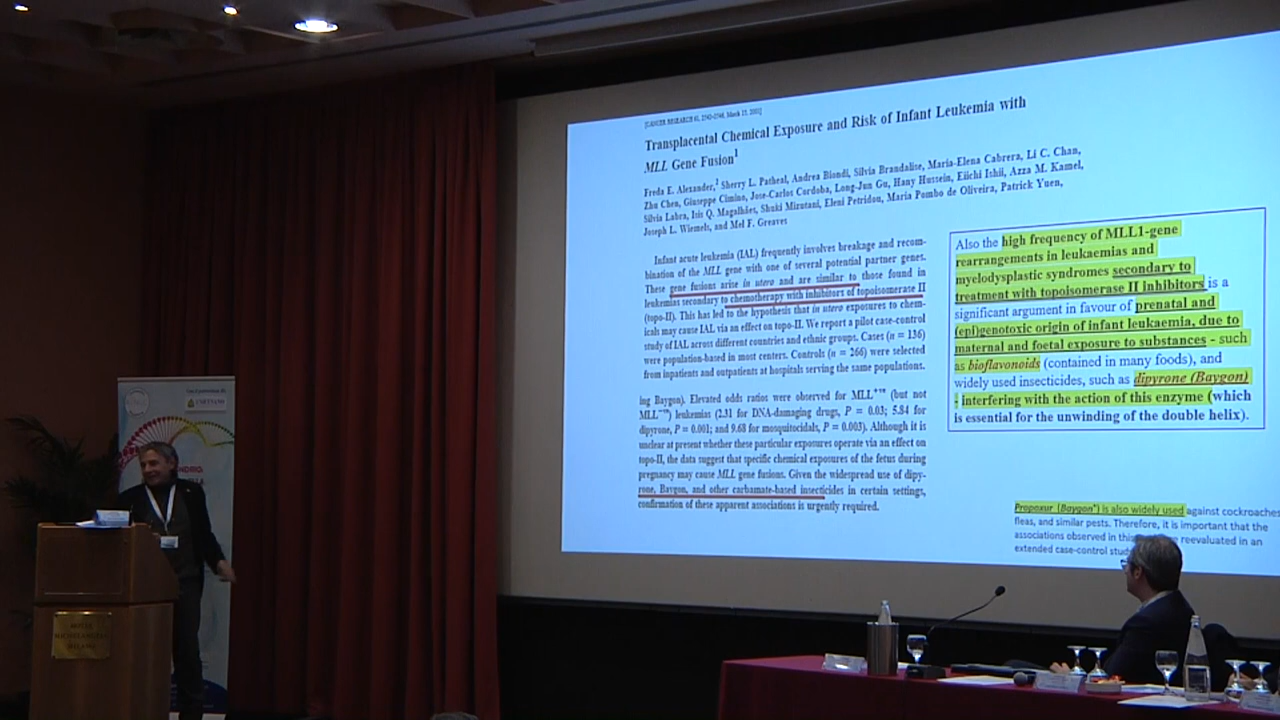 [CANCER RESEARCH 61, 2542–2546, March 15, 2001]
Transplacental Chemical Exposure and Risk of Infant Leukemia with
MLL Gene Fusion1
Freda E. Alexander,2 Sherry L. Patheal, Andrea Biondi, Silvia Brandalise, Maria-Elena Cabrera, Li C. Chan,
Zhu Chen, Giuseppe Cimino, Jose-Carlos Cordoba, Long-Jun Gu, Hany Hussein, Eiichi Ishii, Azza M. Kamel,
Silvia Labra, Isis Q. Magalhães, Shuki Mizutani, Eleni Petridou, Maria Pombo de Oliveira, Patrick Yuen,
Joseph L. Wiemels, and Mel F. Greaves
Infant acute leukemia (IAL) frequently involves breakage and recom-
bination of the MLL gene with one of several potential partner genes.
These gene fusions arise in utero and are similar to those found in
leukemias secondary to chemotherapy with inhibitors of topoisomerase II
(topo-II). This has led to the hypothesis that in utero exposures to chem-
icals may cause IAL via an effect on topo-II. We report a pilot case-control
study of IAL across different countries and ethnic groups. Cases (n = 136)
were population-based in most centers. Controls (n = 266) were selected
from inpatients and outpatients at hospitals serving the same populations.
ing Baygon). Elevated odds ratios were observed for MLL+ve (but not
MLL−ve) leukemias (2.31 for DNA-damaging drugs, P = 0.03; 5.84 for
dipyrone, P = 0.001; and 9.68 for mosquitocidals, P = 0.003). Although it is
unclear at present whether these particular exposures operate via an effect on
topo-II, the data suggest that specific chemical exposures of the fetus during
pregnancy may cause MLL gene fusions. Given the widespread use of dipy-
rone, Baygon, and other carbamate-based insecticides in certain settings,
confirmation of these apparent associations is urgently required.
Also the high frequency of MLL1-gene
rearrangements in leukaemias and
myelodysplastic syndromes secondary to
treatment with topoisomerase II inhibitors is a
significant argument in favour of prenatal and
(epi)genotoxic origin of infant leukaemia, due to
maternal and foetal exposure to substances - such
as bioflavonoids (contained in many foods), and
widely used insecticides, such as dipyrone (Baygon)
- interfering with the action of this enzyme (which
is essential for the unwinding of the double helix).
Propoxur (Baygon®) is also widely used against cockroaches
fleas, and similar pests. Therefore, it is important that the
associations observed in this reevaluated in an
extended case-control study
HOTEL
MICHELANGELO
MILANO